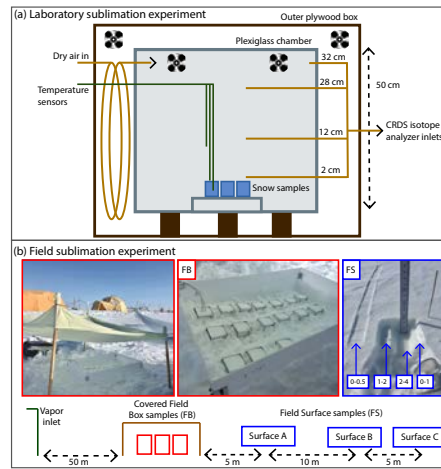 (a) Laboratory sublimation experiment
Outer plywood box
Plexiglass chamber
Dry air in
32 cm
Temperature
sensors
28 cm
50 cm
12 cm
CRDS isotope
analyzer inlets
2 cm
Snow samples
(b) Field sublimation experiment
FB
FS
0-0.5
1-2
2-4
0-1
Vapor
inlet
Covered Field
Box samples (FB)
Field Surface samples (FS)
Surface A
Surface B
Surface C
50 m
5 m
10 m
5 m